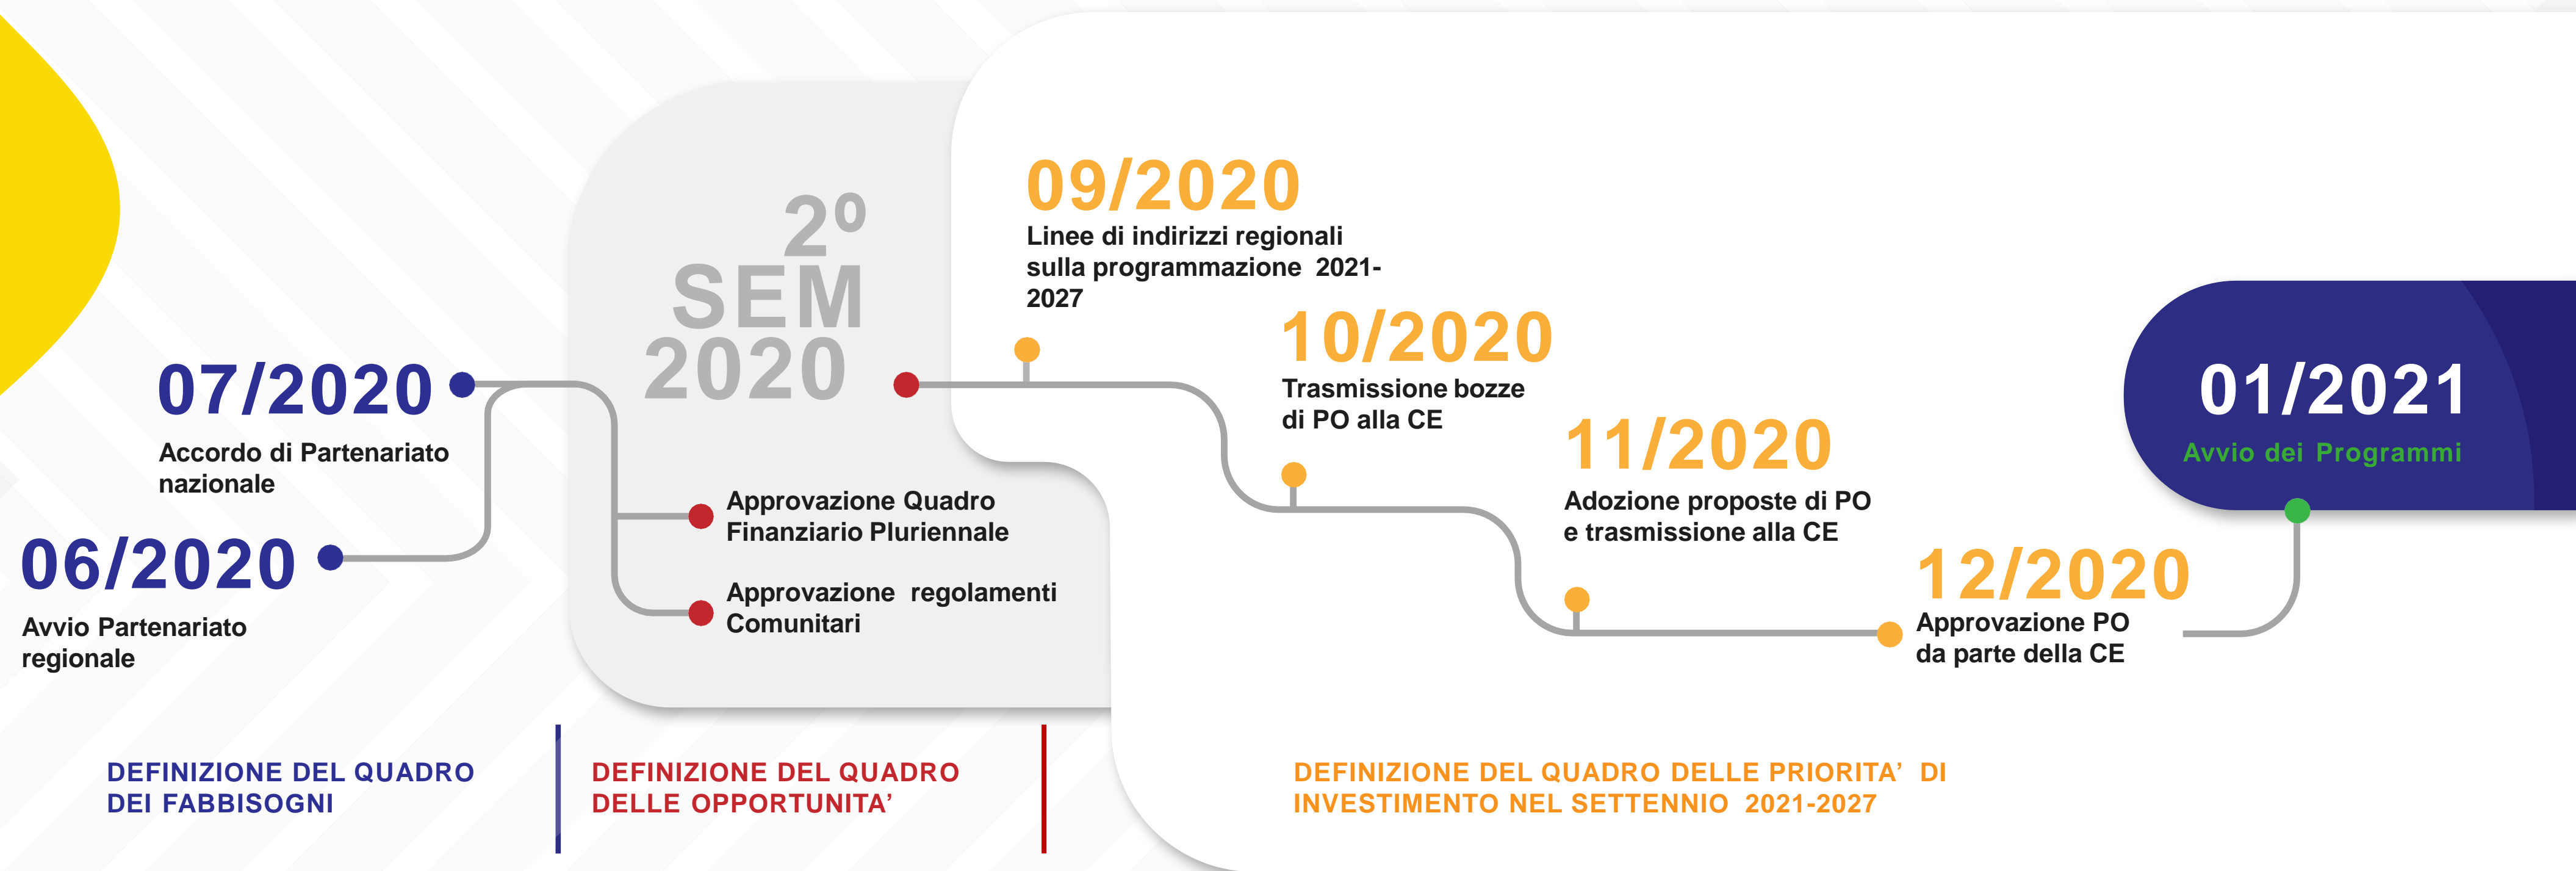 07/2020
Accordo di Partenariato
nazionale
06/2020
Avvio Partenariato
regionale
2º
SEM
2020
Approvazione Quadro
Finanziario Pluriennale
Approvazione regolamenti
Comunitari
09/2020
Linee di indirizzi regionali
sulla programmazione 2021-
2027
10/2020
Trasmissione bozze
di PO alla CE
11/2020
Adozione proposte di PO
e trasmissione alla CE
12/2020
Approvazione PO
da parte della CE
01/2021
Avvio dei Programmi
DEFINIZIONE DEL QUADRO
DEI FABBISOGNI
DEFINIZIONE DEL QUADRO
DELLE OPPORTUNITA’
DEFINIZIONE DEL QUADRO DELLE PRIORITA’ DI
INVESTIMENTO NEL SETTENNIO 2021-2027